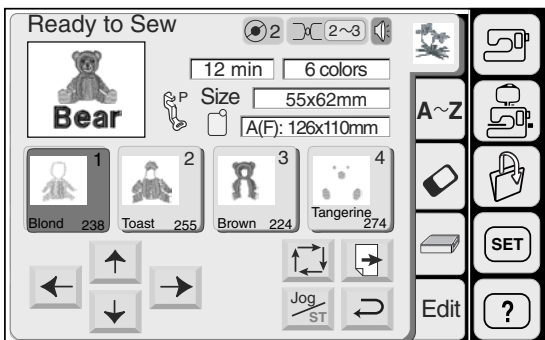 Ready to Sew
2
2~3
12 min
6 colors
P
Size
55x62mm
A(F): 126x110mm
Bear
A~Z
1
Blond 238
2
Toast 255
3
Brown 224
4
Tangerine
274
SET
Jog
ST
Edit
?